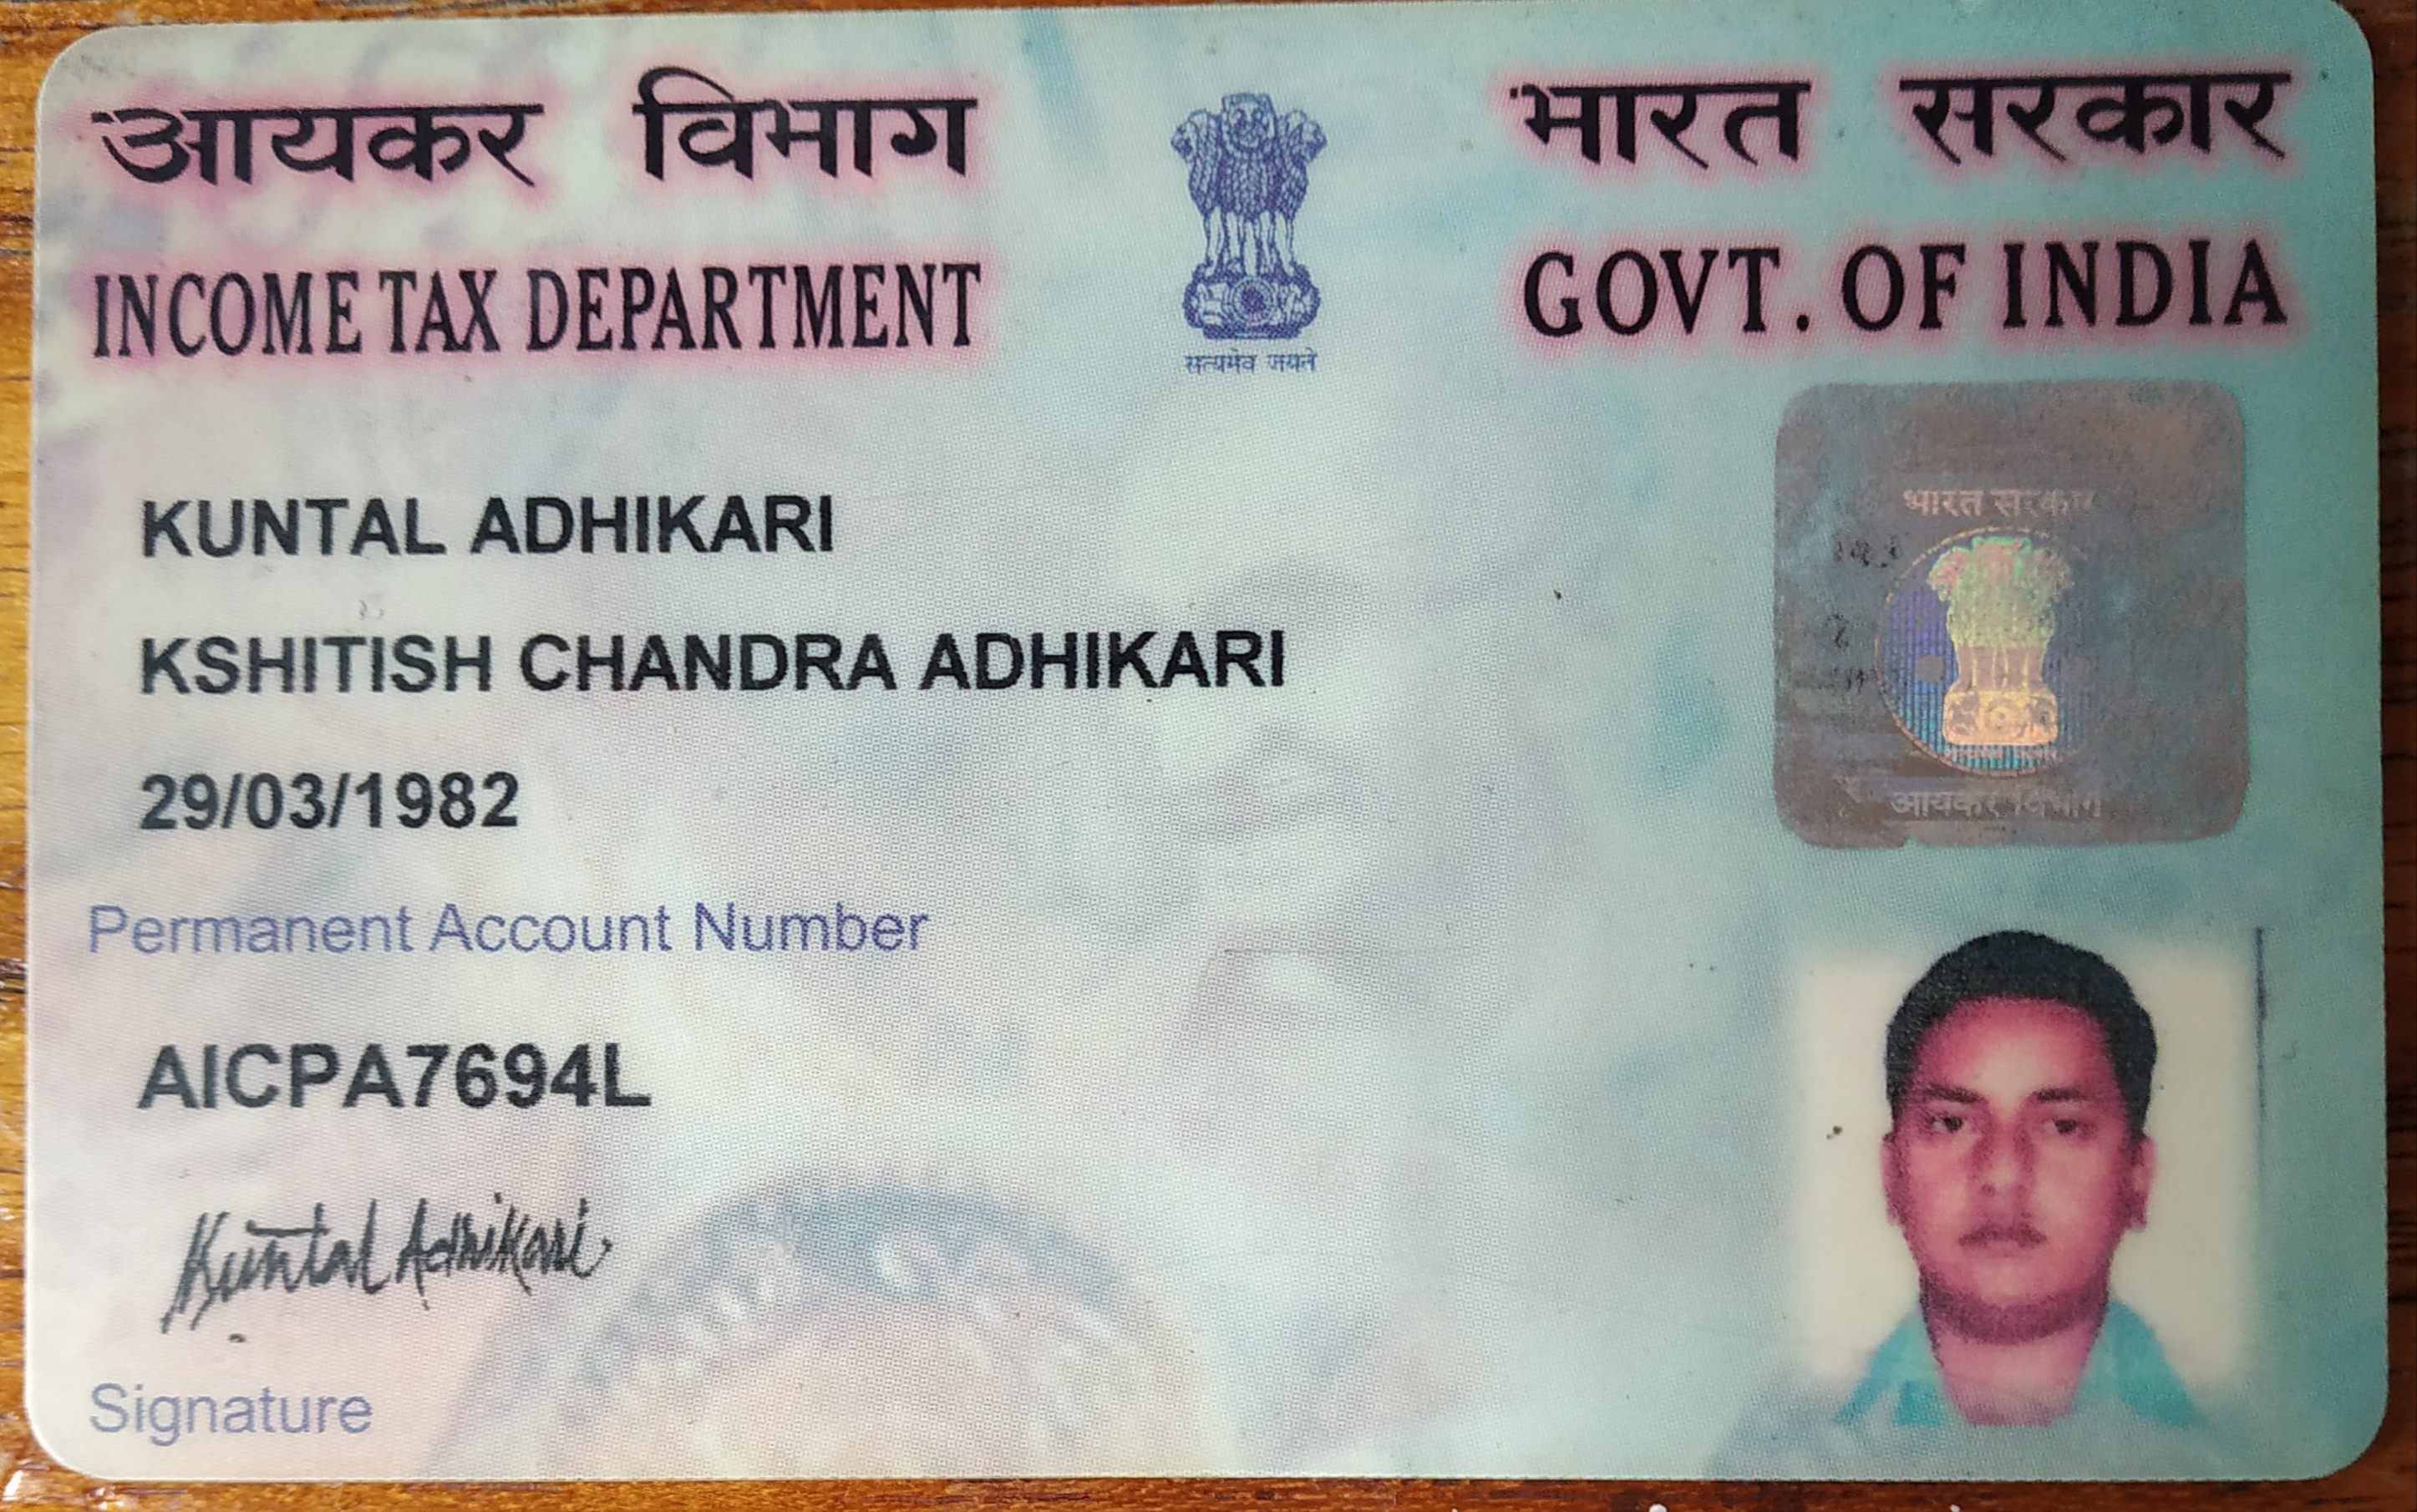 आयकर विभाग
INCOME TAX DEPARTMENT
सत्यमेव जयते
भारत सरकार
GOVT. OF INDIA
KUNTAL ADHIKARI
KSHITISH CHANDRA ADHIKARI
29/03/1982
Permanent Account Number
AICPA7694L
Kuntal Adhikari
Signature
भारत सरकार
आयकर विभाग